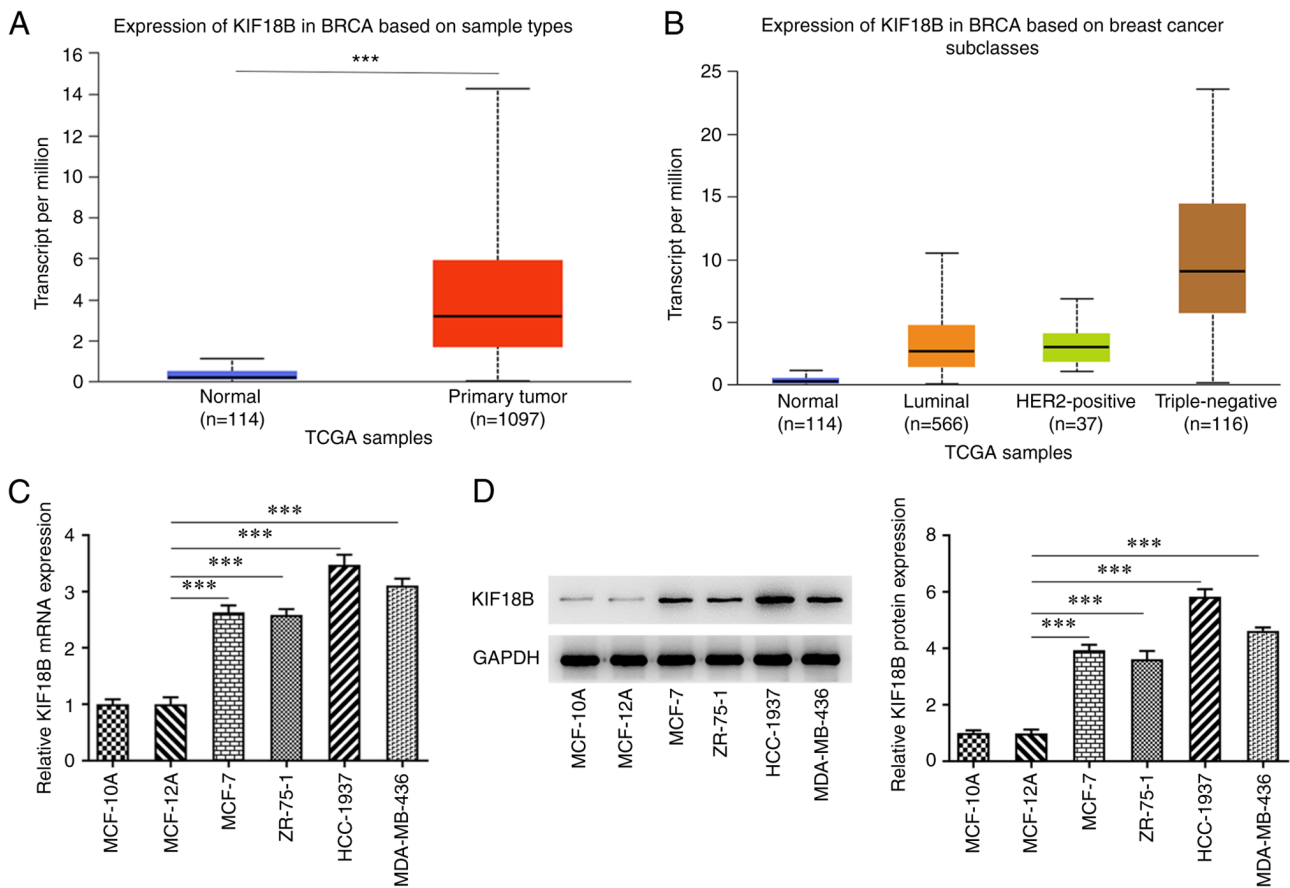 A
Expression of KIF18B in BRCA based on sample types
Transcript per million
16
14
12
10
8
6
4
2
0
***
Normal
(n=114)
Primary tumor
(n=1097)
TCGA samples
B
Expression of KIF18B in BRCA based on breast cancer
subclasses
Transcript per million
25
20
15
10
5
0
Normal
(n=114)
Luminal
(n=566)
HER2-positive
(n=37)
Triple-negative
(n=116)
TCGA samples
C
Relative KIF18B mRNA expression
4
3
2
1
0
***
***
***
***
MCF-10A
MCF-12A
MCF-7
ZR-75-1
HCC-1937
MDA-MB-436
D
KIF18B
GAPDH
MCF-10A
MCF-12A
MCF-7
ZR-75-1
HCC-1937
MDA-MB-436
Relative KIF18B protein expression
8
6
4
2
0
***
***
***
***
MCF-10A
MCF-12A
MCF-7
ZR-75-1
HCC-1937
MDA-MB-436